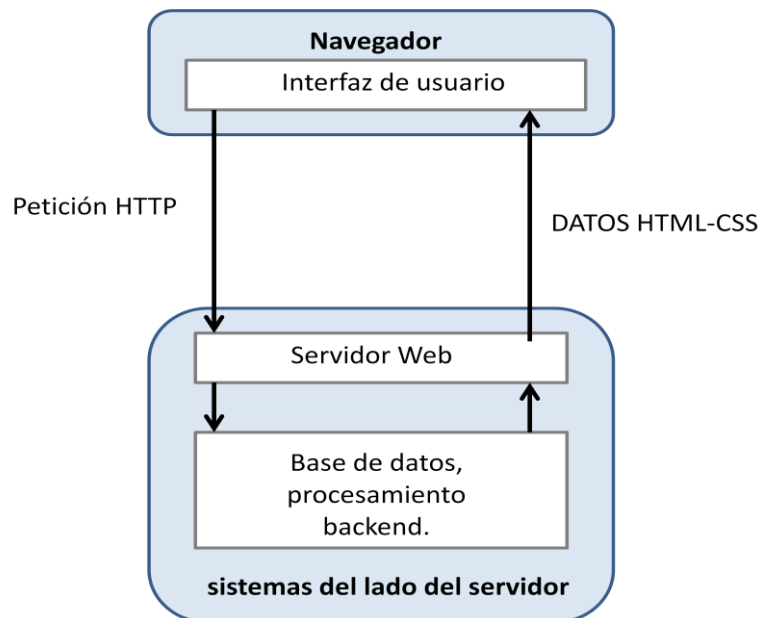 Navegador
Interfaz de usuario
Petición HTTP
DATOS HTML-CSS
Servidor Web
Base de datos,
procesamiento
backend.
sistemas del lado del servidor